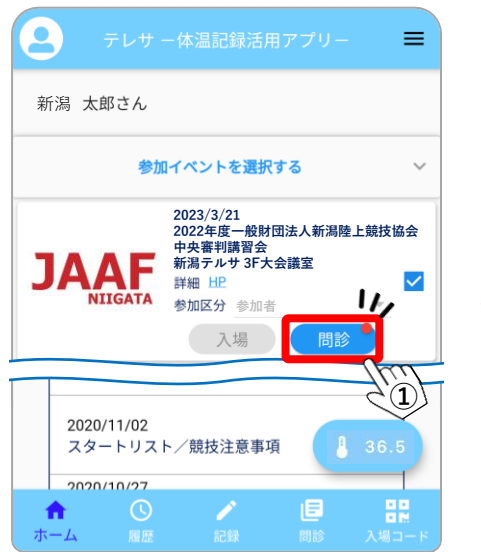 テレサ －体温記録活用アプリ－
新潟 太郎さん
参加イベントを選択する
2023/3/21
2022年度一般財団法人新潟陸上競技協会
中央審判講習会
新潟テルサ 3F大会議室
JAAF
NIIGATA
詳細 HP
参加区分 参加者
入場 問診
①
2020/11/02
スタートリスト／競技注意事項
36.5
2020/10/27
ホーム 履歴 記録 問診 入場コード